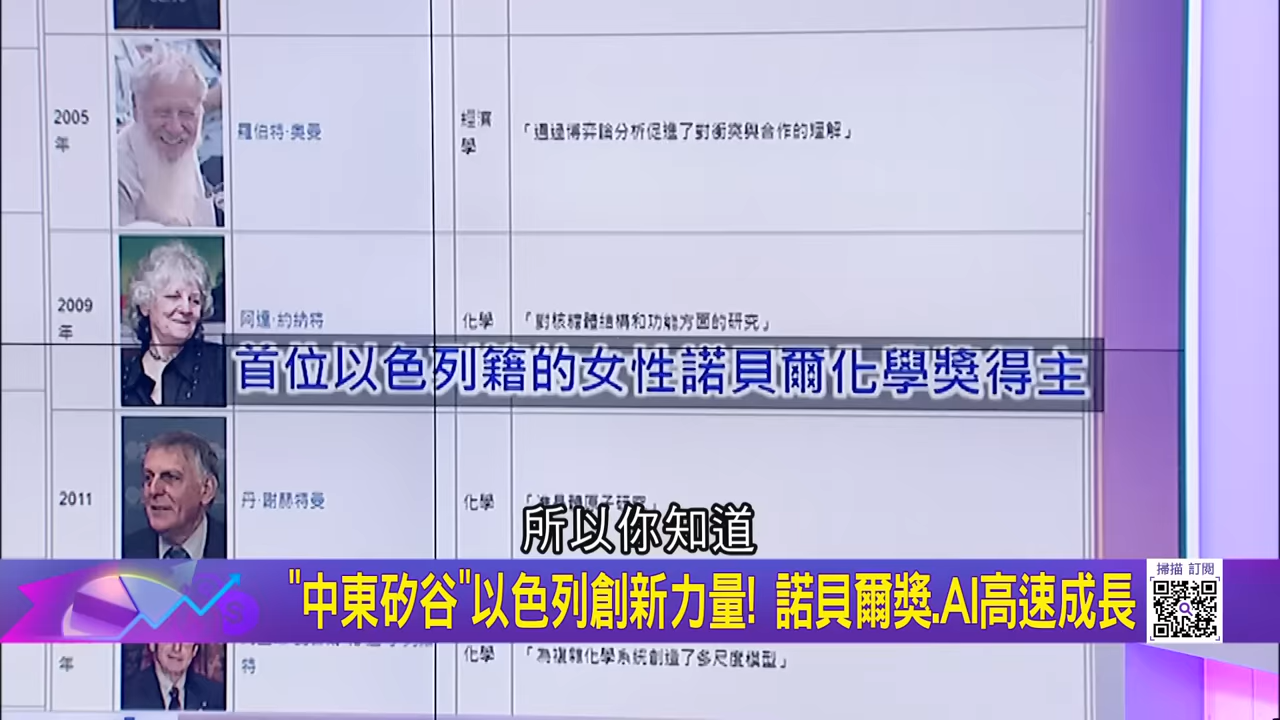 2005
年
羅伯特·奧曼
經濟
學
「通過博弈論分析促進了對衝突與合作的理解」
2009
年
阿達·約納特
化學
「對核糖體結構和功能方面的研究」
首位以色列籍的女性諾貝爾化學獎得主
2011
丹·謝赫特曼
化學
所以你知道
"中東矽谷"以色列創新力量! 諾貝爾獎.AI高速成長
掃描 訂閱
年
特
化學
「為複雜化學系統創造了多尺度模型」